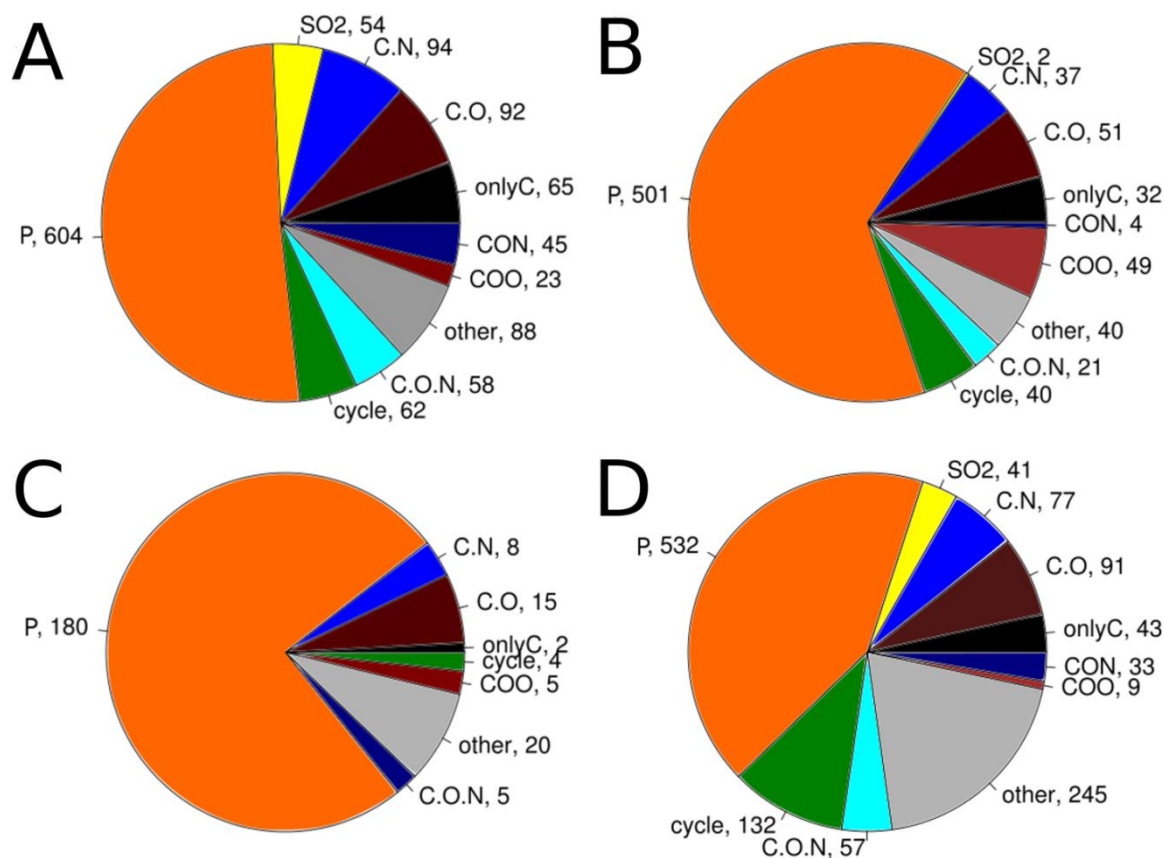 A
SO2, 54
C.N, 94
C.O, 92
onlyC, 65
P, 604
CON, 45
COO, 23
other, 88
C.O.N, 58
cycle, 62
B
SO2, 2
C.N, 37
C.O, 51
onlyC, 32
P, 501
CON, 4
COO, 49
other, 40
C.O.N, 21
cycle, 40
C
C.N, 8
C.O, 15
P, 180
onlyC, 2
cycle, 4
COO, 5
other, 20
C.O.N, 5
D
SO2, 41
C.N, 77
P, 532
C.O, 91
onlyC, 43
CON, 33
COO, 9
other, 245
cycle, 132
C.O.N, 57